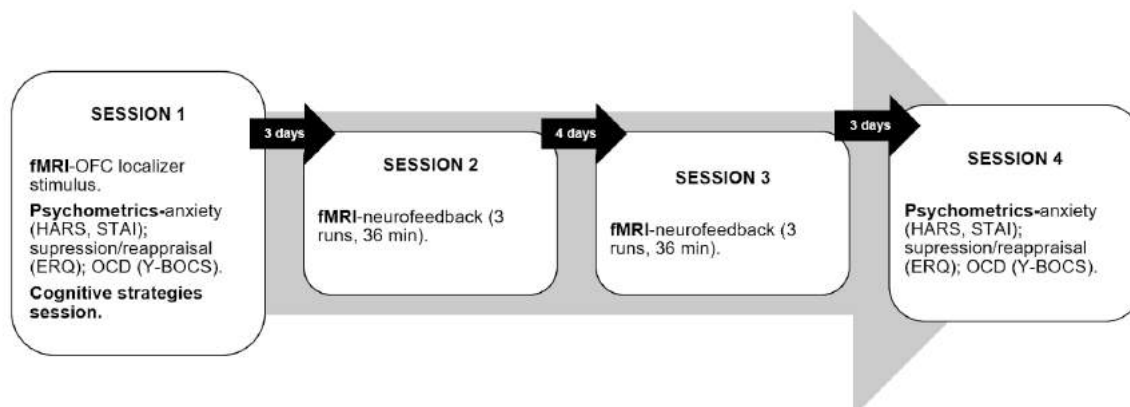 SESSION 1
fMRI-OFC localizer
stimulus.
Psychometrics-anxiety
(HARS, STAI);
supression/reappraisal
(ERQ); OCD (Y-BOCS).
Cognitive strategies
session.
3 days
SESSION 2
fMRI-neurofeedback (3
runs, 36 min).
4 days
SESSION 3
fMRI-neurofeedback (3
runs, 36 min).
3 days
SESSION 4
Psychometrics-anxiety
(HARS, STAI);
supression/reappraisal
(ERQ); OCD (Y-BOCS).